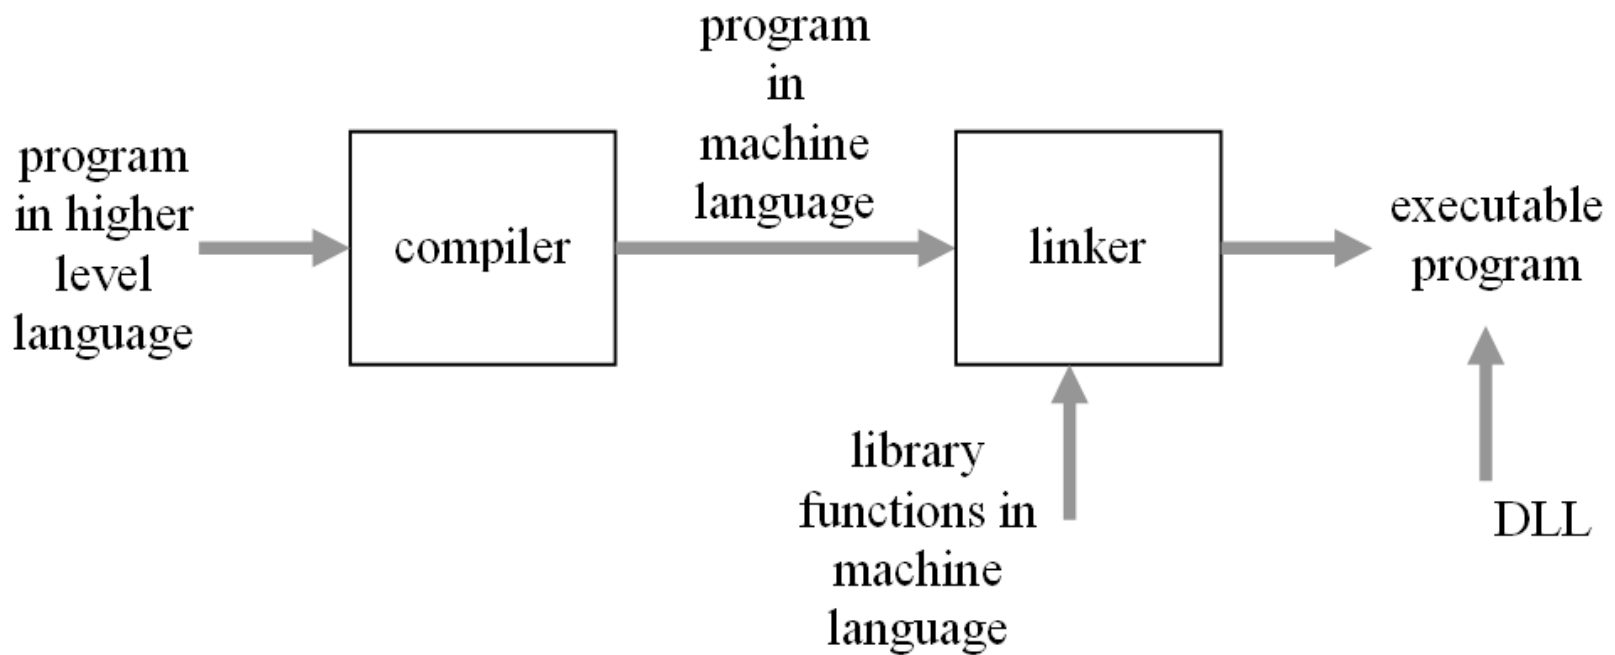 program
in higher
level
language
compiler
program
in
machine
language
linker
library
functions in
machine
language
executable
program
DLL